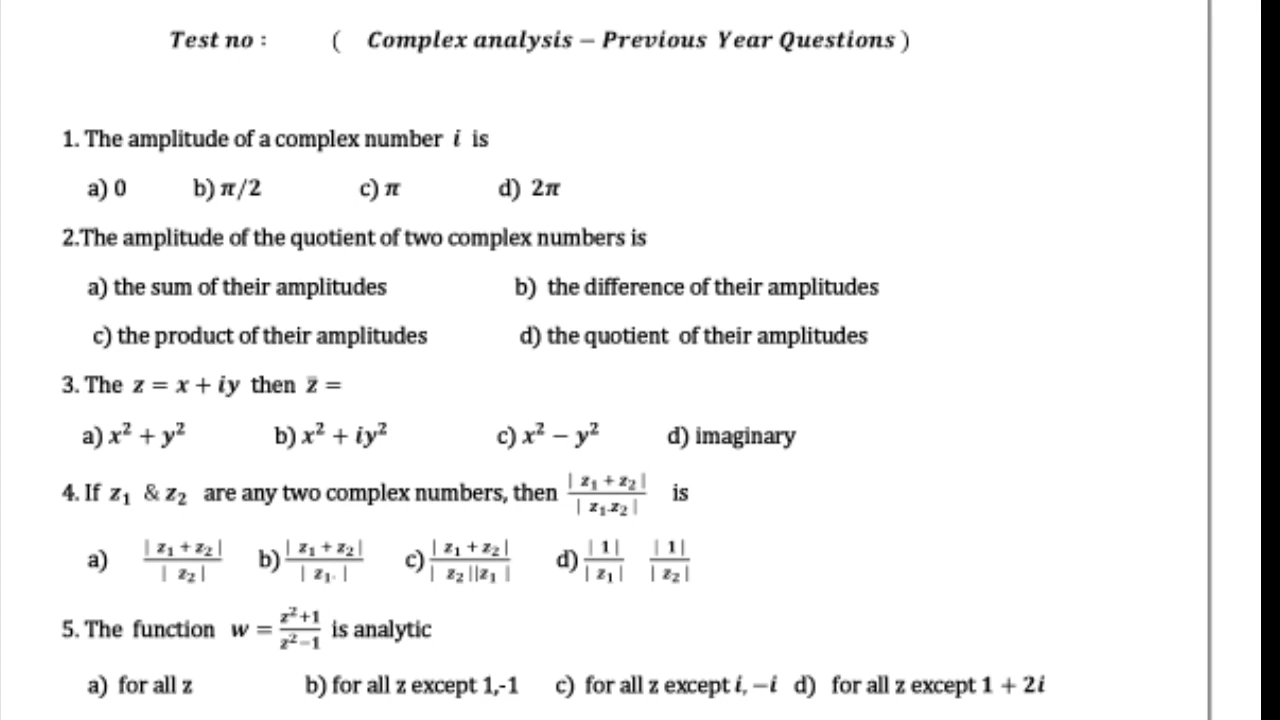 Test no : ( Complex analysis – Previous Year Questions )
1. The amplitude of a complex number i is
a) 0 b) π/2 c) π d) 2π
2.The amplitude of the quotient of two complex numbers is
a) the sum of their amplitudes b) the difference of their amplitudes
c) the product of their amplitudes d) the quotient of their amplitudes
3. The z = x + iy then z̄ =
a) x² + y² b) x² + iy² c) x² − y² d) imaginary
4. If z₁ & z₂ are any two complex numbers, then | z₁ + z₂ | / | z₁.z₂ | is
a) | z₁ + z₂ | / | z₂ | b) | z₁ + z₂ | / | z₁. | c) | z₁ + z₂ | / | z₂ ||z₁ | d) | 1 | / | z₁ | | 1 | / | z₂ |
5. The function w = z²+1 / z²−1 is analytic
a) for all z b) for all z except 1,-1 c) for all z except i, −i d) for all z except 1 + 2i